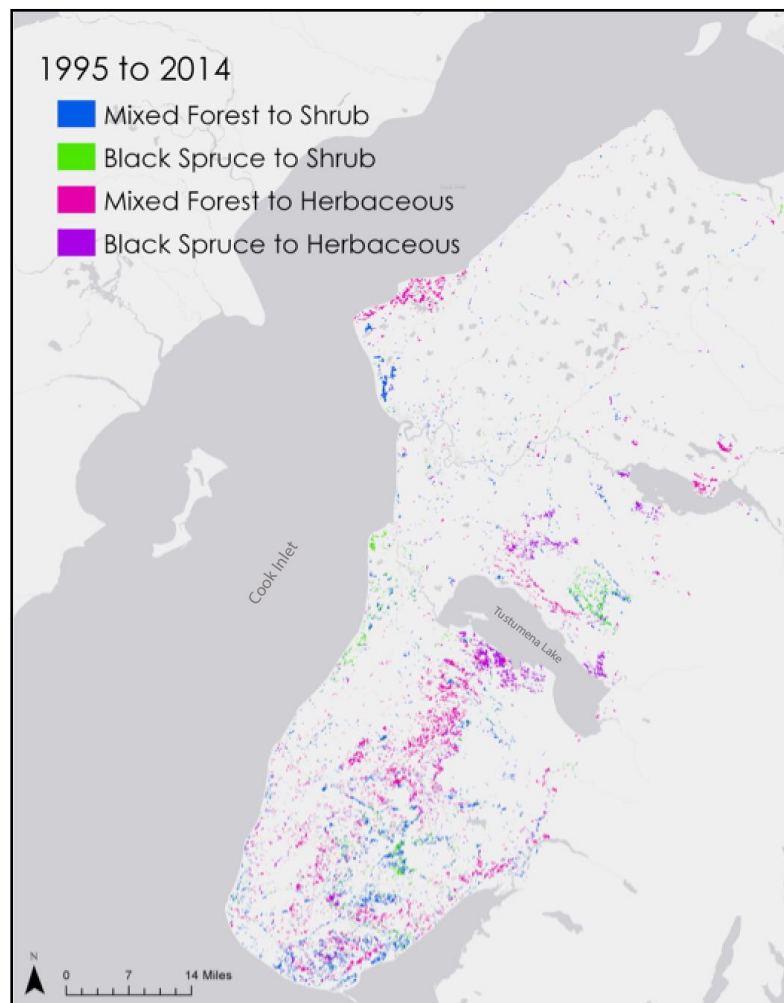 1995 to 2014
Mixed Forest to Shrub
Black Spruce to Shrub
Mixed Forest to Herbaceous
Black Spruce to Herbaceous
Cook Inlet
Tustumena Lake
N
0 7 14 Miles